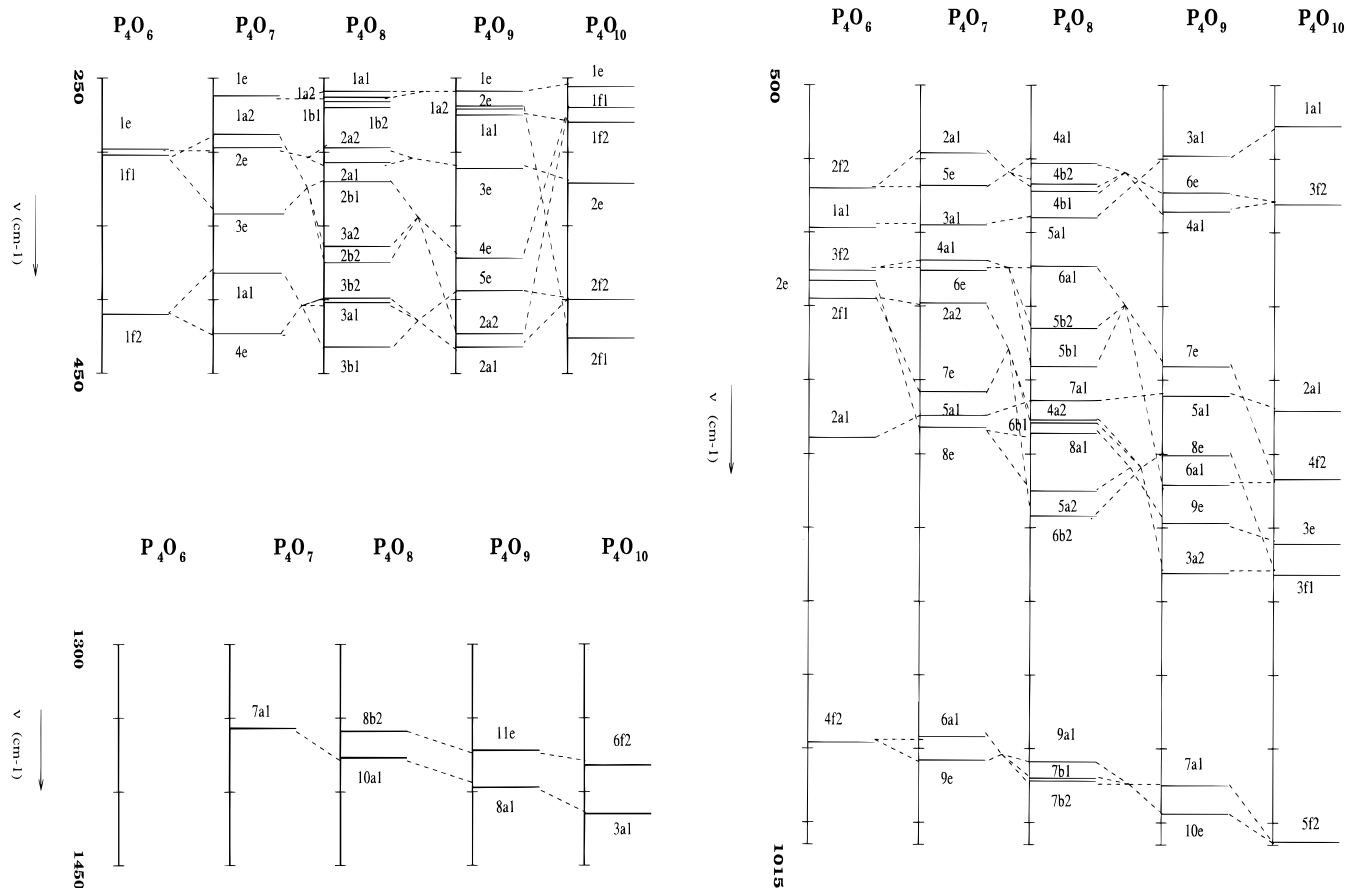 P4O6 P4O7 P4O8 P4O9 P4O10
250
ν (cm-1)
450
1e
1f1
1f2
1e
1a2
2e
3e
1a1
4e
1a1
1a2
1b1
1b2
2a2
2a1
2b1
3a2
2b2
3b2
3a1
3b1
1e
2e
1a2
1a1
3e
4e
5e
2a2
2a1
1e
1f1
1f2
2e
2f2
2f1
P4O6 P4O7 P4O8 P4O9 P4O10
1300
ν (cm-1)
1450
7a1
8b2
10a1
11e
8a1
6f2
3a1
P4O6 P4O7 P4O8 P4O9 P4O10
500
ν (cm-1)
1015
2f2
1a1
3f2
2e
2f1
2a1
4f2
2a1
5e
3a1
4a1
6e
2a2
7e
5a1
8e
6a1
9e
4a1
4b2
4b1
5a1
6a1
5b2
5b1
7a1
4a2
6b1
8a1
5a2
6b2
9a1
7b1
7b2
3a1
6e
4a1
7e
5a1
8e
6a1
9e
3a2
7a1
10e
1a1
3f2
2a1
4f2
3e
3f1
5f2